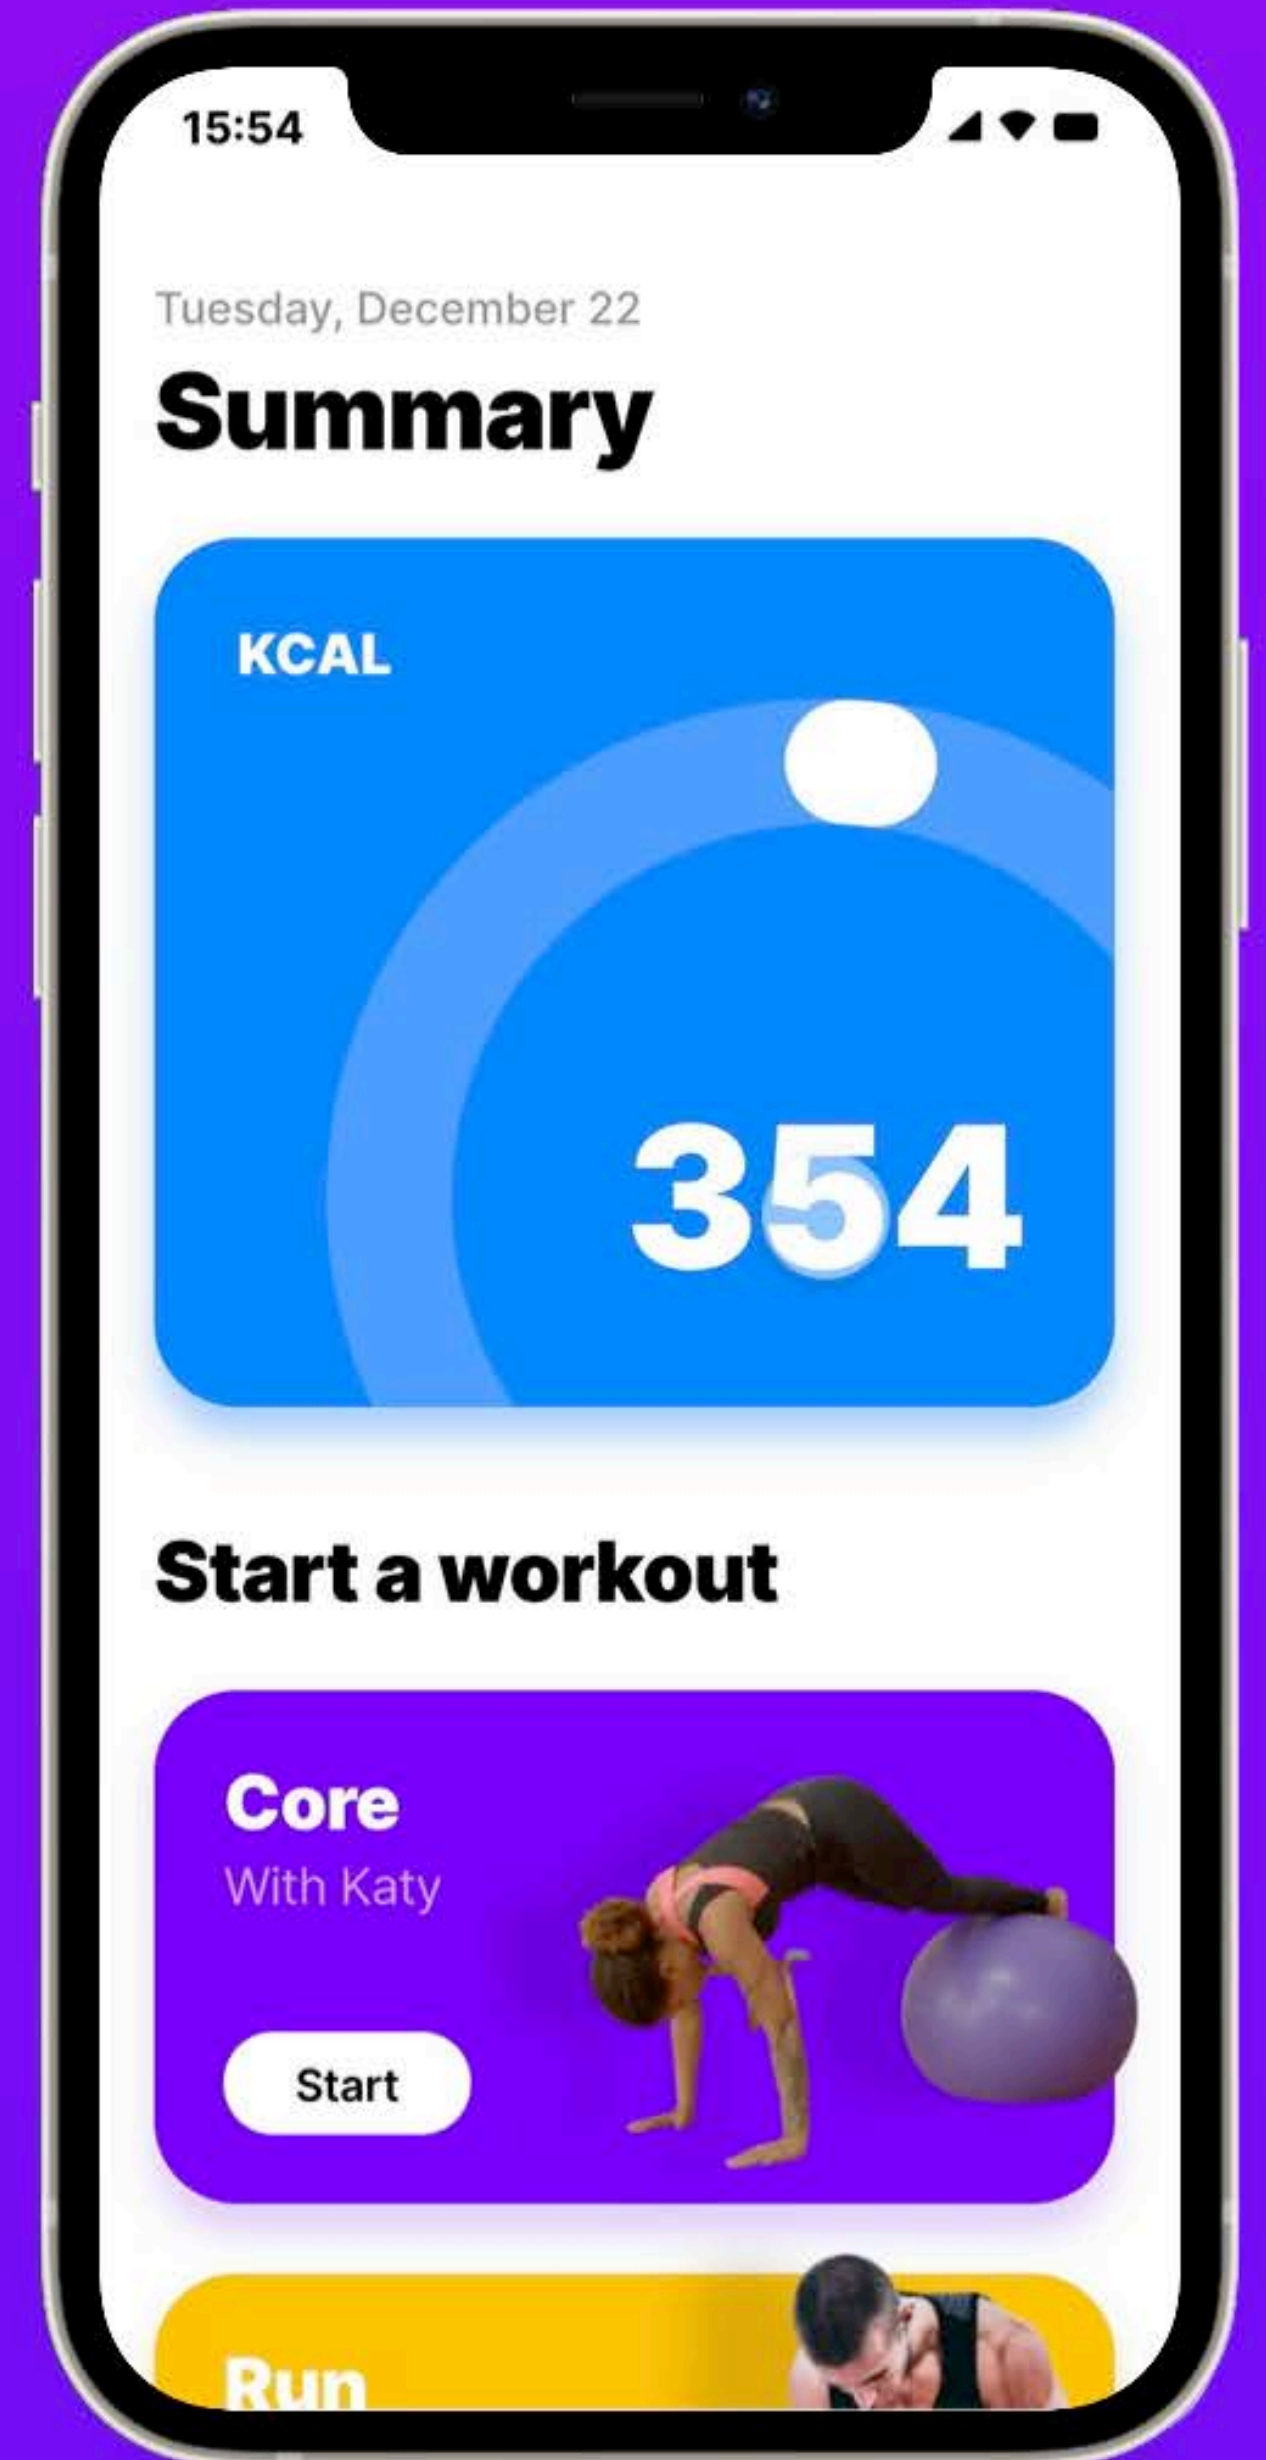 15:54
Tuesday, December 22
Summary
KCAL
354
Start a workout
Core
With Katy
Start
Run